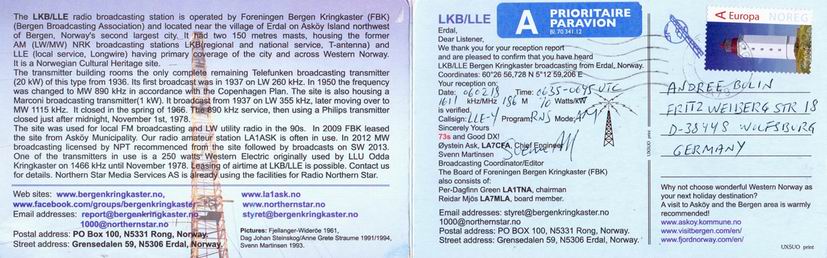 The LKB/LLE radio broadcasting station is operated by Foreningen Bergen Kringkaster (FBK)
(Bergen Broadcasting Association) and located near the village of Erdal on Askøy Island northwest
of Bergen, Norway's second largest city. It had two 150 metres masts, housing the former
AM (LW/MW) NRK broadcasting stations LKB(regional and national service, T-antenna) and
LLE (local service, Longwire) having primary coverage of the city and across Western Norway.
It is a Norwegian Cultural Heritage site.
The transmitter building rooms the only complete remaining Telefunken broadcasting transmitter
(20 kW) of this type from 1936. Its first broadcast was in 1937 on LW 260 kHz. In 1950 the frequency
was changed to MW 890 kHz in accordance with the Copenhagen Plan. The site is also housing a
Marconi broadcasting transmitter(1 kW). It broadcast from 1937 on LW 355 kHz, later moving over to
MW 1115 kHz. It closed in the spring of 1966. The 890 kHz service, then using a Philips transmitter
closed just after midnight, November 1st, 1978.
The site was used for local FM broadcasting and LW utility radio in the 90s. In 2009 FBK leased
the site from Askøy Municipality. Our radio amateur station LA1ASK is often in use. In 2012 MW
broadcasting licensed by NPT recommenced from the site followed by broadcasts on SW 2013.
One of the transmitters in use is a 250 watts Western Electric originally used by LLU Odda
Kringkaster on 1466 kHz until November 1978. Leasing of airtime at LKB/LLE is possible. Contact us
for details. Northern Star Media Services AS is already using the facilities for Radio Northern Star.
Web sites: www.bergenkringkaster.no, www.la1ask.no
www.facebook.com/groups/bergenkringkaster www.northernstar.no
Email addresses: report@bergenkringkaster.no styret@bergenkringkaster.no
1000@northernstar.no
Postal address: PO Box 100, N5331 Rong, Norway.
Street address: Grensedalen 59, N5306 Erdal, Norway.
Pictures: Fjellanger-Widerøe 1961,
Dag Johan Steinskog/Anne Grete Straume 1991/1994,
Svenn Martinsen 1993.
LKB/LLE
Erdal,
Dear Listener,
We thank you for your reception report
and are pleased to confirm that you have heard
LKB/LLE Bergen Kringkaster broadcasting from Erdal, Norway.
Coordinates: 60°26 56,728 N 5°12 59,206 E
Your reception on
Date: 060219 Time: 0635-0645 UTC
1611 kHz/MHz 186 M 70 Watts/kW
is verified,
Callsign: LLE-4 Program: RNS Mode: AM
Sincerely Yours
73s and Good DX!
Øystein Ask, LA7CFA, Chief Engineer
Svenn Martinsen
Broadcasting Coordinator/Editor
The Board of Foreningen Bergen Kringkaster (FBK)
also consists of:
Per-Dagfinn Green LA1TNA, chairman
Reidar Mjøs LA7MLA, board member.
Email addresses: styret@bergenkringkaster.no
1000@northernstar.no
Postal address: PO Box 100, N5331 Rong, Norway.
Street address: Grensedalen 59, N5306 Erdal, Norway.
A PRIORITAIRE
PAR AVION
Bl. 70 341.12
UX5UO print
A Europa NOREG
ANDREE BOLIN
FRITZ WEIBERG STR 18
D-38448 WOLFSBURG
GERMANY
Why not choose wonderful Western Norway as
your next holiday destination?
A visit to Askøy and the Bergen area is warmly
recommended!
www.askoy.kommune.no
www.visitbergen.com/en/
www.fjordnorway.com/en/
UX5UO print